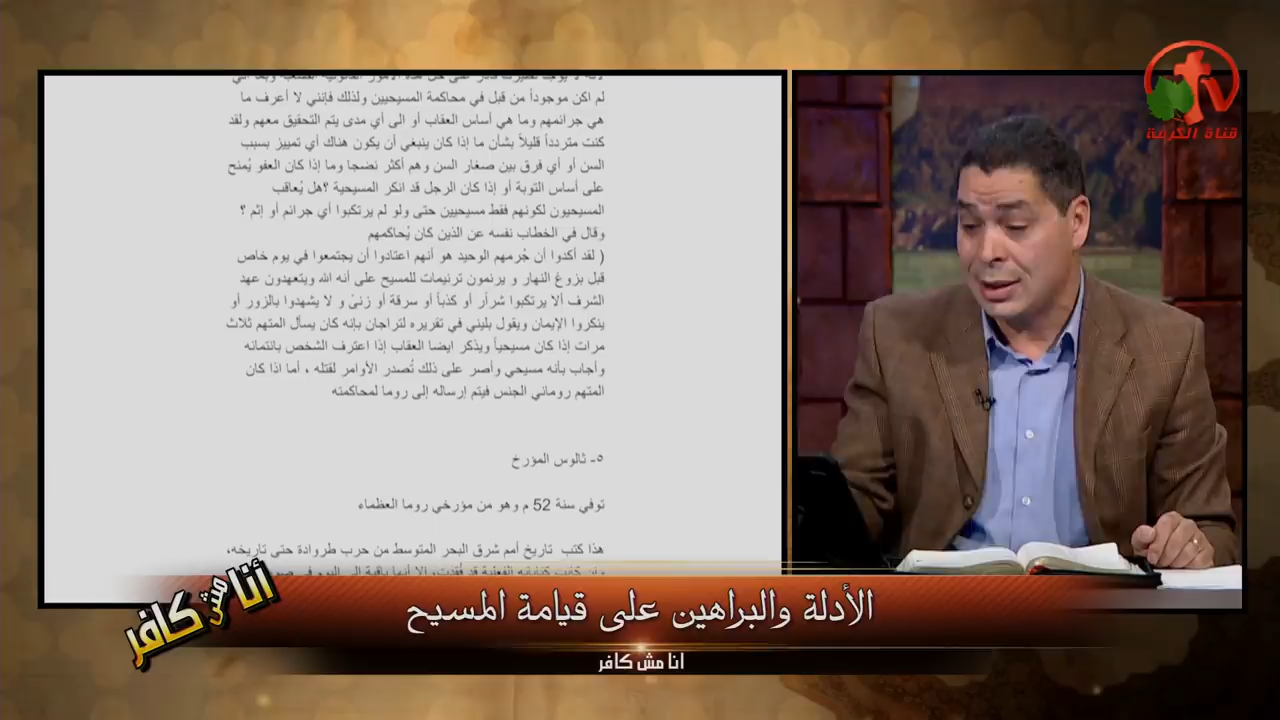 لم اكن موجوداً من قبل في محاكمة المسيحيين ولذلك فإنني لا أعرف ما
هي جرائمهم وما هي أساس العقاب أو الى أي مدى يتم التحقيق معهم ولقد
كنت متردداً قليلاً بشأن ما إذا كان ينبغي أن يكون هناك أي تمييز بسبب
السن أو أي فرق بين صغار السن وهم أكثر نضجا وما إذا كان العفو يُمنح
على أساس التوبة أو إذا كان الرجل قد انكر المسيحية ؟هل يُعاقب
المسيحيون لكونهم فقط مسيحيين حتى ولو لم يرتكبوا أي جرائم أو إثم ؟
وقال في الخطاب نفسه عن الذين كان يُحاكمهم
( لقد أكدوا أن جُرمهم الوحيد هو أنهم اعتادوا أن يجتمعوا في يوم خاص
قبل بزوغ النهار و يرنمون ترنيمات للمسيح على أنه الله ويتعهدون عهد
الشرف ألا يرتكبوا شراَر أو كذباً أو سرقة أو زنىً و لا يشهدوا بالزور أو
ينكروا الإيمان ويقول بليني في تقريره لتراجان بإنه كان يسأل المتهم ثلاث
مرات إذا كان مسيحياً ويذكر ايضا العقاب إذا اعترف الشخص بانتمائه
وأجاب بأنه مسيحي وأصر على ذلك تُصدر الأوامر لقتله ، أما اذا كان
المتهم روماني الجنس فيتم إرساله إلى روما لمحاكمته
٥- ثالوس المؤرخ
توفي سنة 52 م وهو من مؤرخي روما العظماء
هذا كتب تاريخ أمم شرق البحر المتوسط من حرب طروادة حتى تاريخه،
tv
قناة الكرمة
أنا مش كافر
الأدلة والبراهين على قيامة المسيح
انا مش كافر